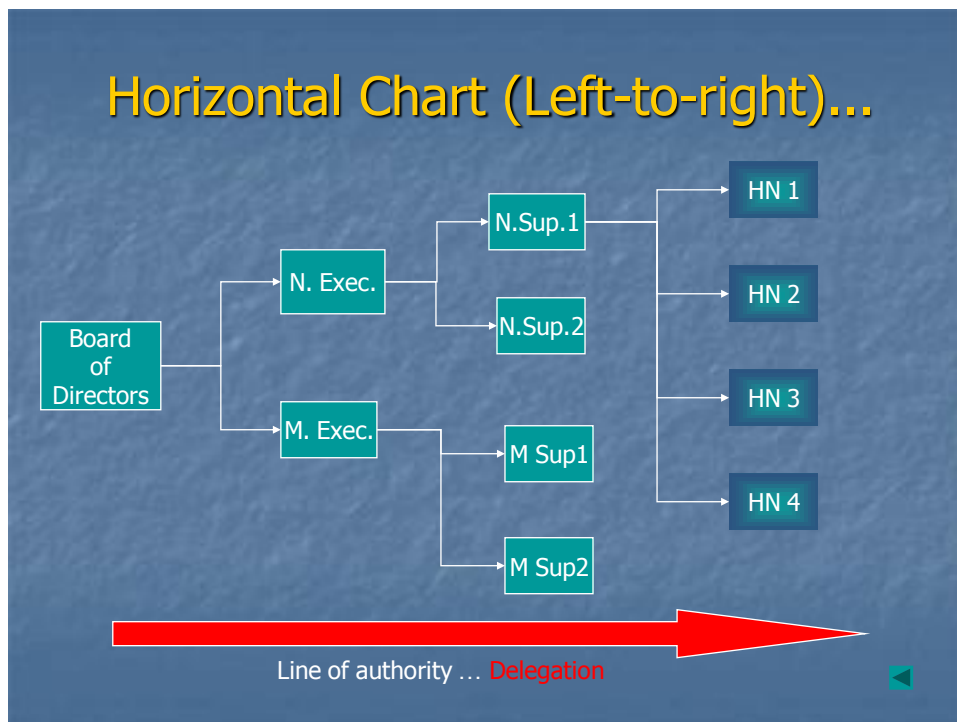 Horizontal Chart (Left-to-right)...
Board
of
Directors
N. Exec.
M. Exec.
N.Sup.1
N.Sup.2
M Sup1
M Sup2
HN 1
HN 2
HN 3
HN 4
Line of authority … Delegation